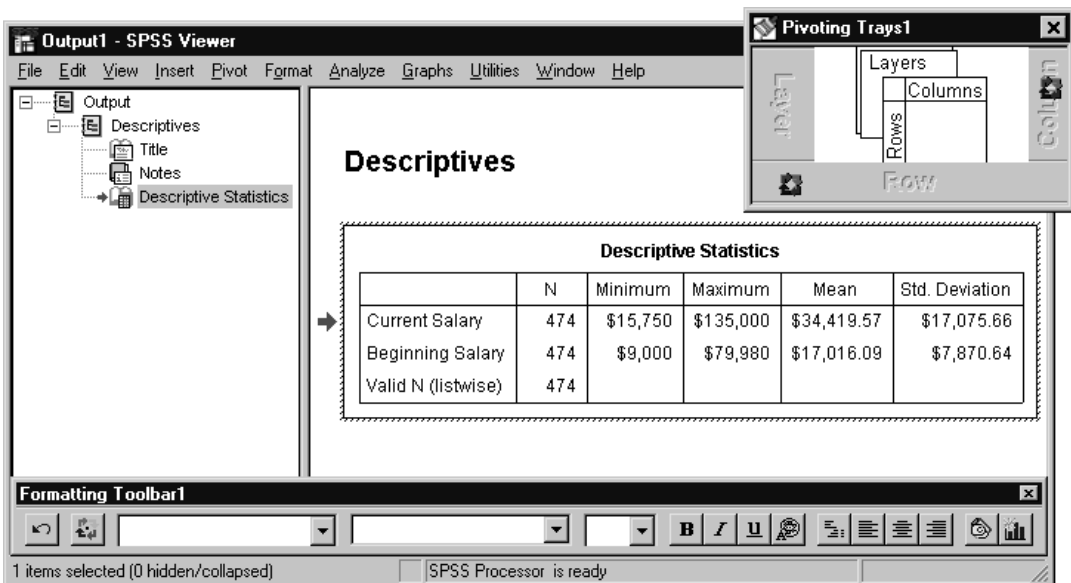 Output1 - SPSS Viewer
File Edit View Insert Pivot Format Analyze Graphs Utilities Window Help
Pivoting Trays1
Layer
Layers
Columns
Rows
Column
Row
Output
Descriptives
Title
Notes
Descriptive Statistics
Descriptives
Descriptive Statistics
N Minimum Maximum Mean Std. Deviation
Current Salary 474 $15,750 $135,000 $34,419.57 $17,075.66
Beginning Salary 474 $9,000 $79,980 $17,016.09 $7,870.64
Valid N (listwise) 474
Formatting Toolbar1
B I U
1 items selected (0 hidden/collapsed) SPSS Processor is ready